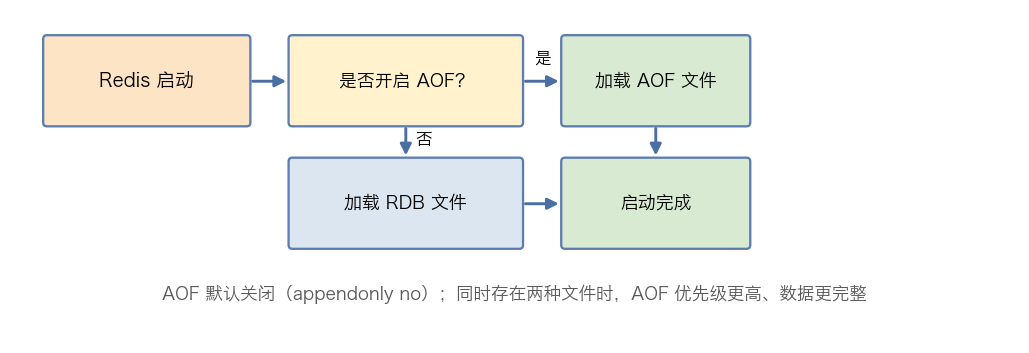 Redis 启动
是否开启 AOF？
是
加载 AOF 文件
否
加载 RDB 文件
启动完成
AOF 默认关闭（appendonly no）；同时存在两种文件时，AOF 优先级更高、数据更完整